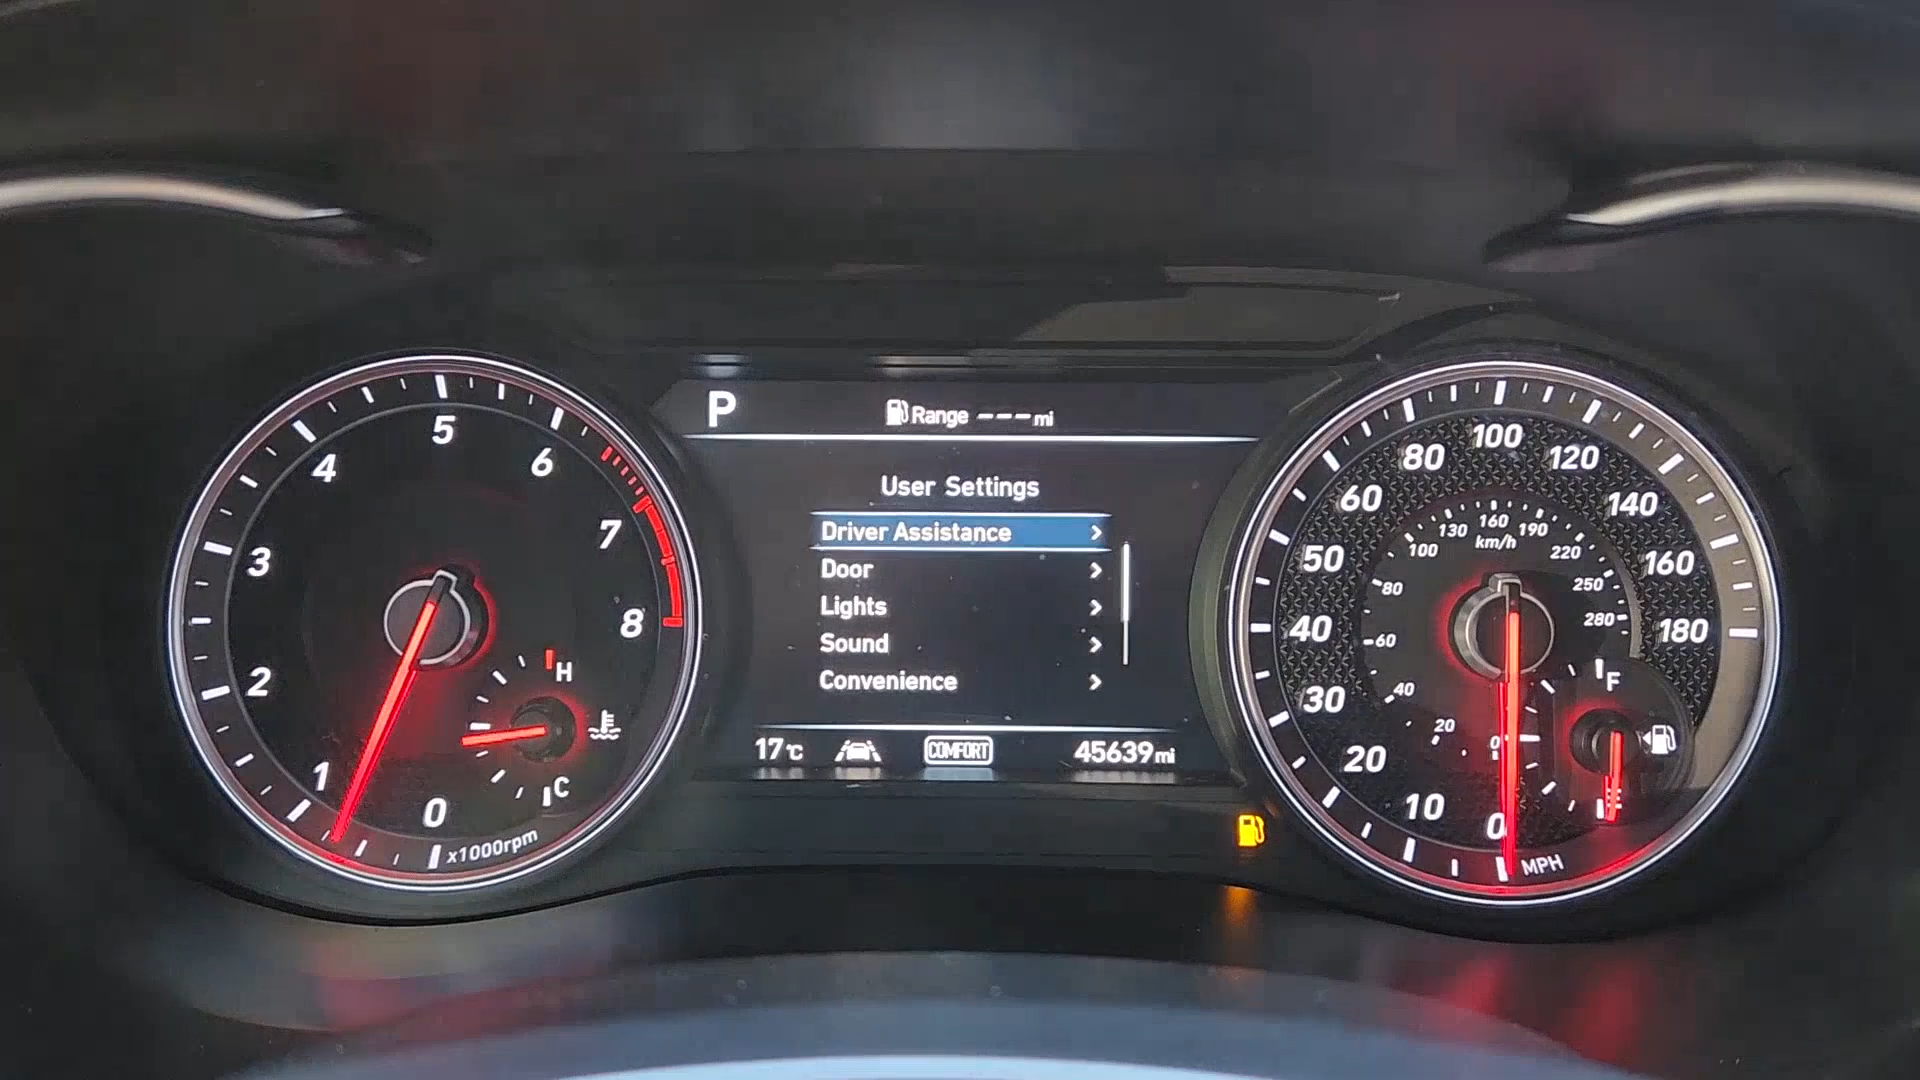 P
Range ---mi
User Settings
Driver Assistance >
Door >
Lights >
Sound >
Convenience >
17°C
COMFORT
45639mi
0
1
2
3
4
5
6
7
8
x1000rpm
H
C
0
10
20
30
40
50
60
80
100
120
140
160
180
MPH
0
20
40
60
80
100
130
160
190
220
250
280
km/h
F
E